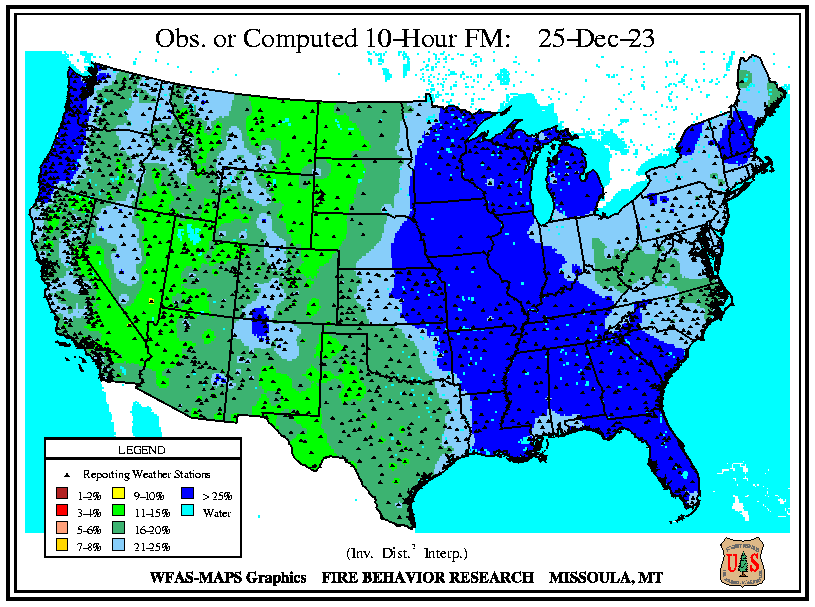 Obs. or Computed 10-Hour FM: 25-Dec-23
LEGEND
Reporting Weather Stations
1-2% 9-10% > 25%
3-4% 11-15% Water
5-6% 16-20%
7-8% 21-25%
(Inv. Dist.² Interp.)
WFAS-MAPS Graphics FIRE BEHAVIOR RESEARCH MISSOULA, MT
U S